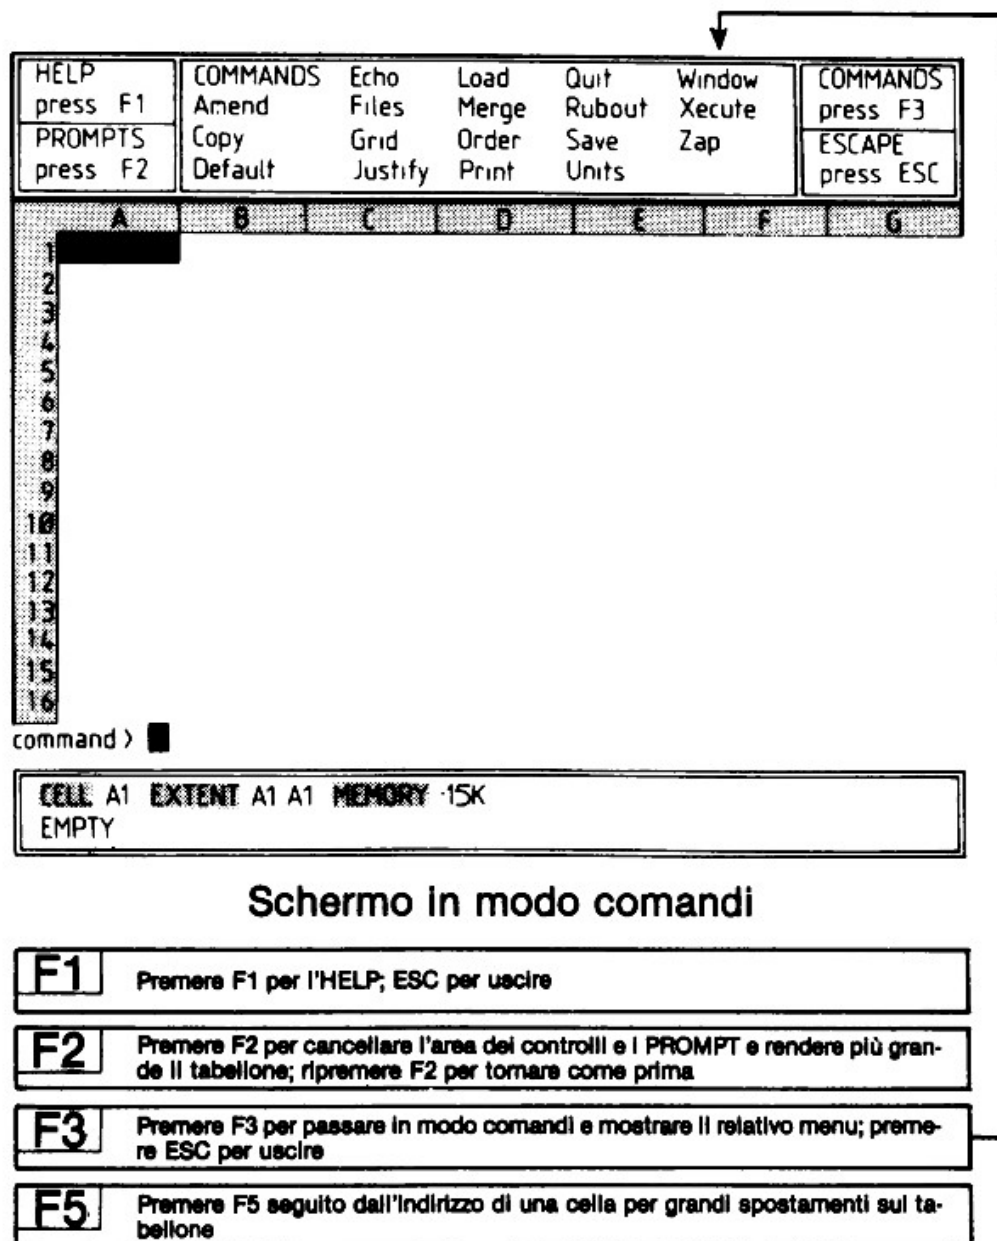 HELP
press F1
PROMPTS
press F2
COMMANDS Echo Load Quit Window
Amend Files Merge Rubout Xecute
Copy Grid Order Save Zap
Default Justify Print Units
COMMANDS
press F3
ESCAPE
press ESC
A B C D E F G
1
2
3
4
5
6
7
8
9
10
11
12
13
14
15
16
command >
CELL A1 EXTENT A1 A1 MEMORY ·15K
EMPTY
Schermo in modo comandi
F1 Premere F1 per l'HELP; ESC per uscire
F2 Premere F2 per cancellare l'area dei controlli e i PROMPT e rendere più gran-
de il tabellone; ripremere F2 per tornare come prima
F3 Premere F3 per passare in modo comandi e mostrare il relativo menu; preme-
re ESC per uscire
F5 Premere F5 seguito dall'indirizzo di una cella per grandi spostamenti sul ta-
bellone